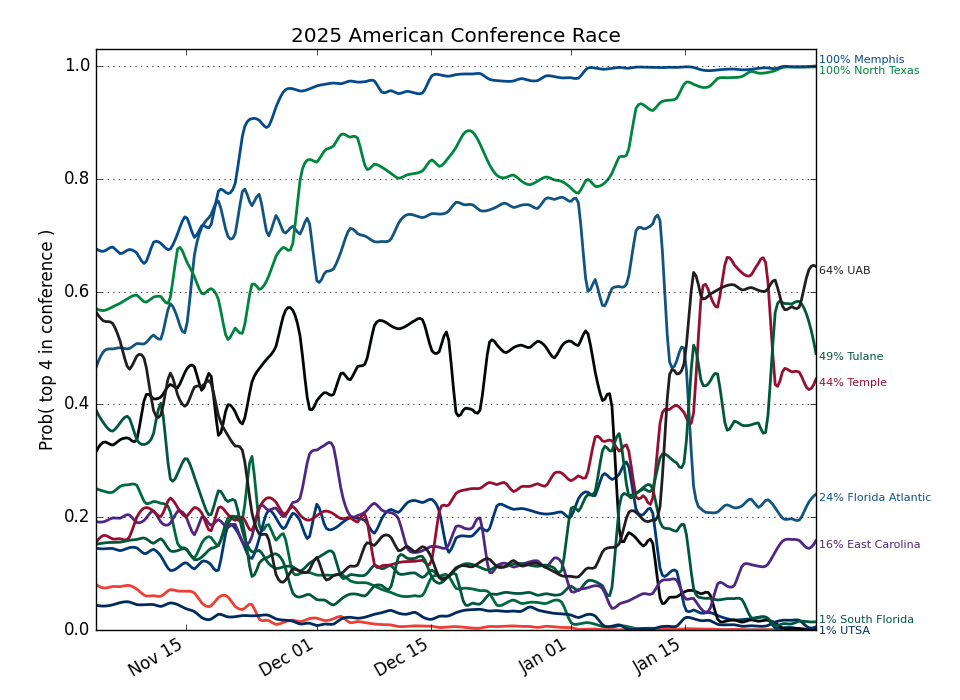 2025 American Conference Race
Prob( top 4 in conference )
1.0
0.8
0.6
0.4
0.2
0.0
Nov 15
Dec 01
Dec 15
Jan 01
Jan 15
100% Memphis
100% North Texas
64% UAB
49% Tulane
44% Temple
24% Florida Atlantic
16% East Carolina
1% South Florida
1% UTSA